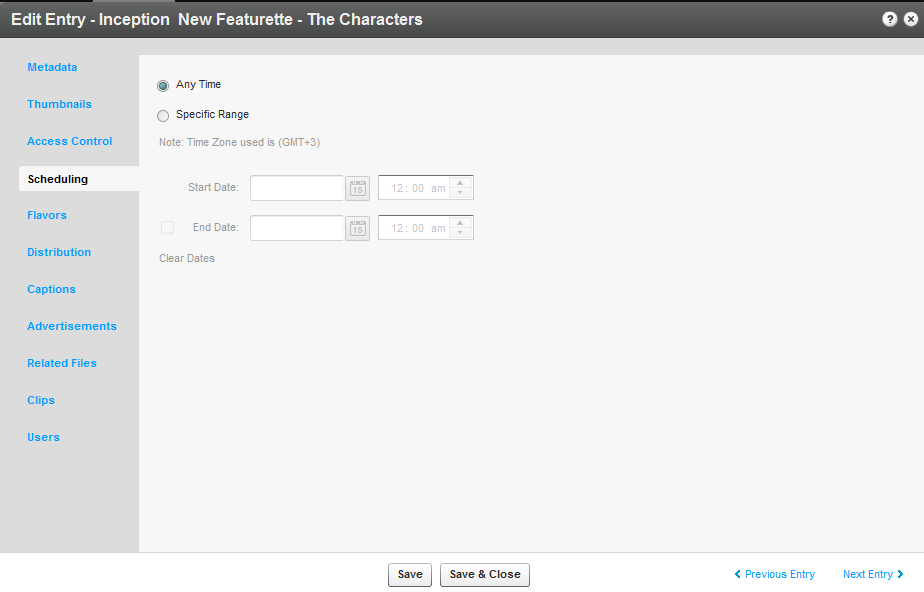 Edit Entry - Inception  New Featurette - The Characters
?
Metadata
Thumbnails
Access Control
Scheduling
Flavors
Distribution
Captions
Advertisements
Related Files
Clips
Users
Any Time
Specific Range
Note: Time Zone used is (GMT+3)
Start Date: 15 12 : 00 am
End Date: 15 12 : 00 am
Clear Dates
Save Save & Close Previous Entry Next Entry